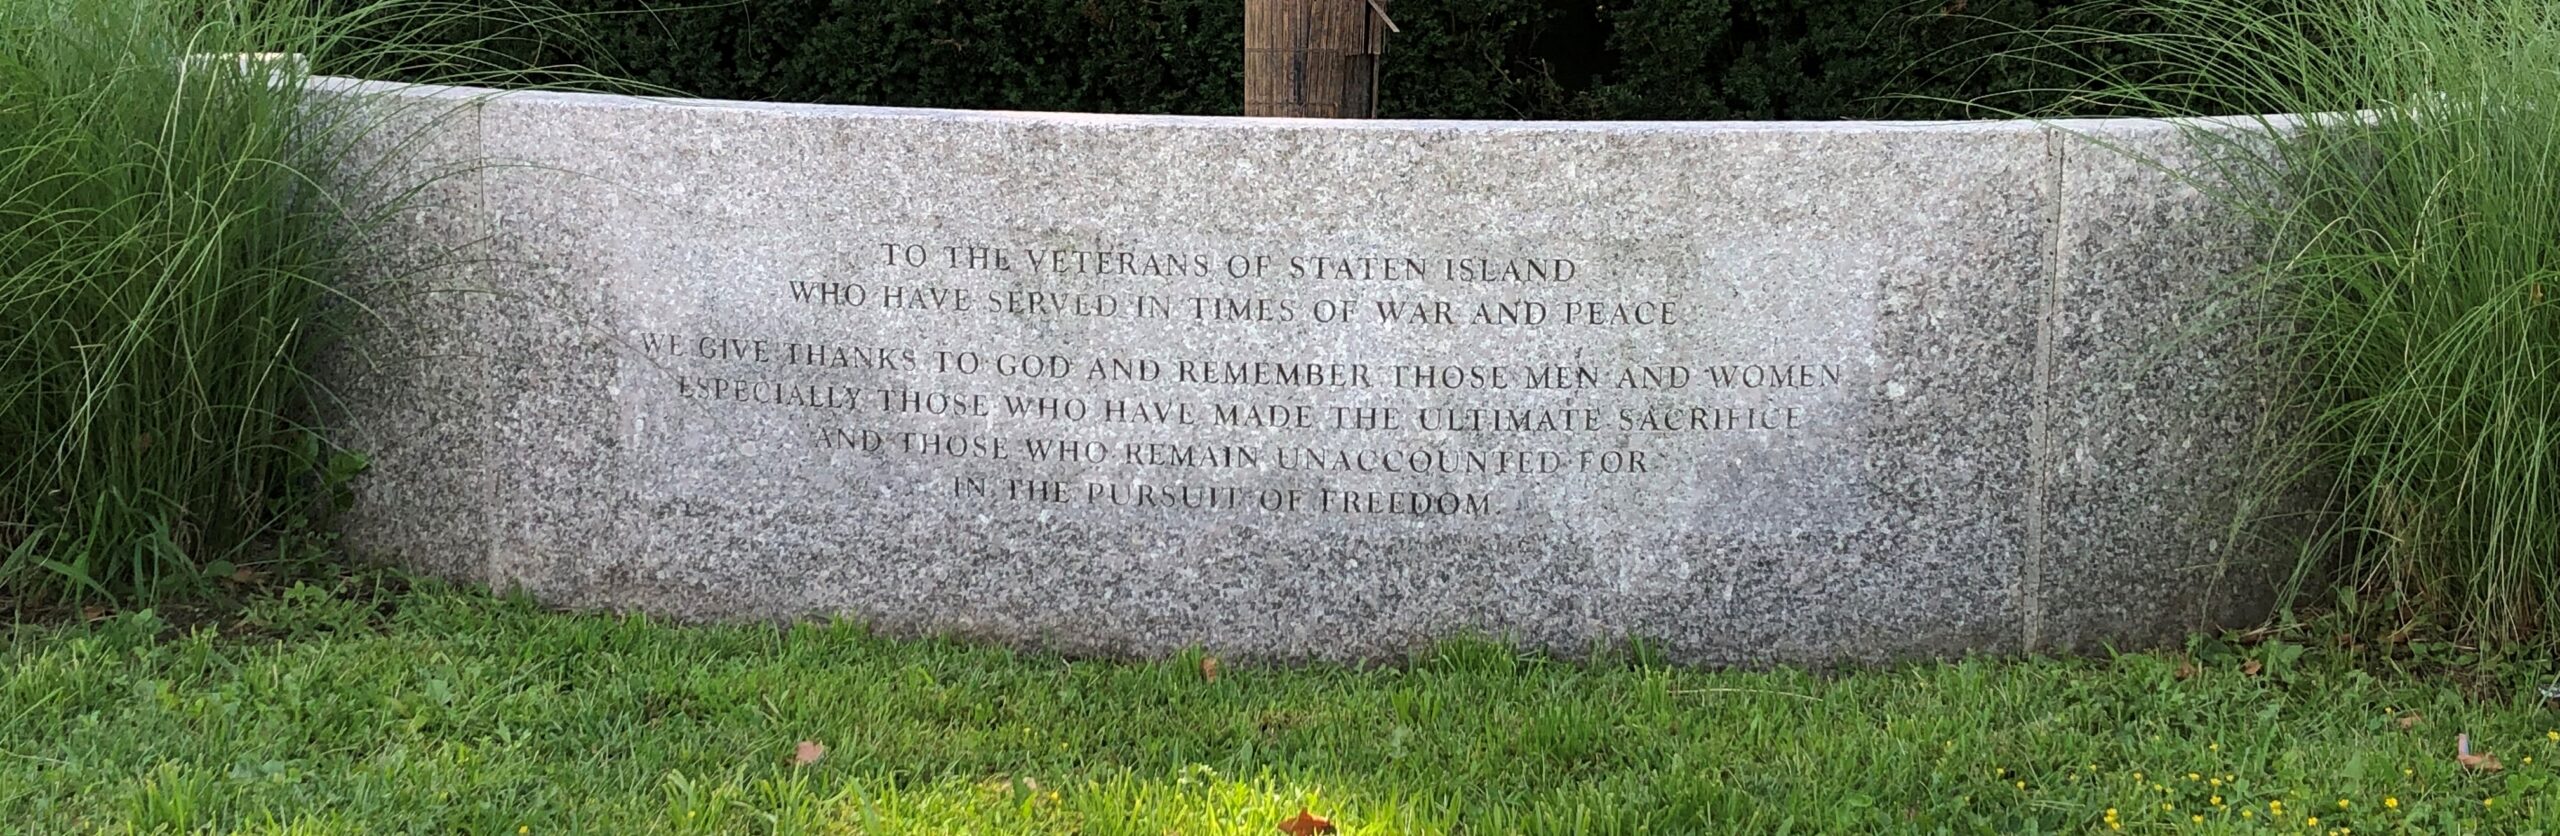 TO THE VETERANS OF STATEN ISLAND
WHO HAVE SERVED IN TIMES OF WAR AND PEACE
WE GIVE THANKS TO GOD AND REMEMBER THOSE MEN AND WOMEN
ESPECIALLY THOSE WHO HAVE MADE THE ULTIMATE SACRIFICE
AND THOSE WHO REMAIN UNACCOUNTED FOR
IN THE PURSUIT OF FREEDOM.